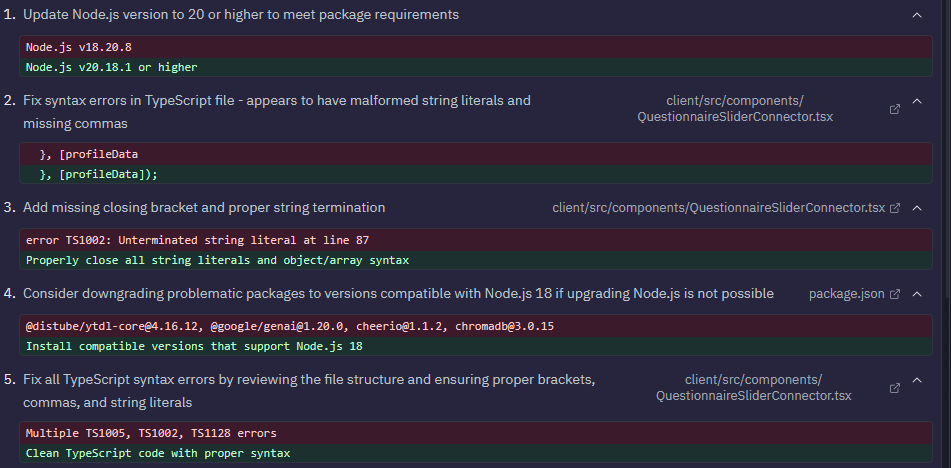 1. Update Node.js version to 20 or higher to meet package requirements
Node.js v18.20.8
Node.js v20.18.1 or higher
2. Fix syntax errors in TypeScript file - appears to have malformed string literals and
missing commas
client/src/components/
QuestionnaireSliderConnector.tsx
}, [profileData
}, [profileData]);
3. Add missing closing bracket and proper string termination client/src/components/QuestionnaireSliderConnector.tsx
error TS1002: Unterminated string literal at line 87
Properly close all string literals and object/array syntax
4. Consider downgrading problematic packages to versions compatible with Node.js 18 if upgrading Node.js is not possible package.json
@distube/ytdl-core@4.16.12, @google/genai@1.20.0, cheerio@1.1.2, chromadb@3.0.15
Install compatible versions that support Node.js 18
5. Fix all TypeScript syntax errors by reviewing the file structure and ensuring proper brackets,
commas, and string literals
client/src/components/
QuestionnaireSliderConnector.tsx
Multiple TS1005, TS1002, TS1128 errors
Clean TypeScript code with proper syntax